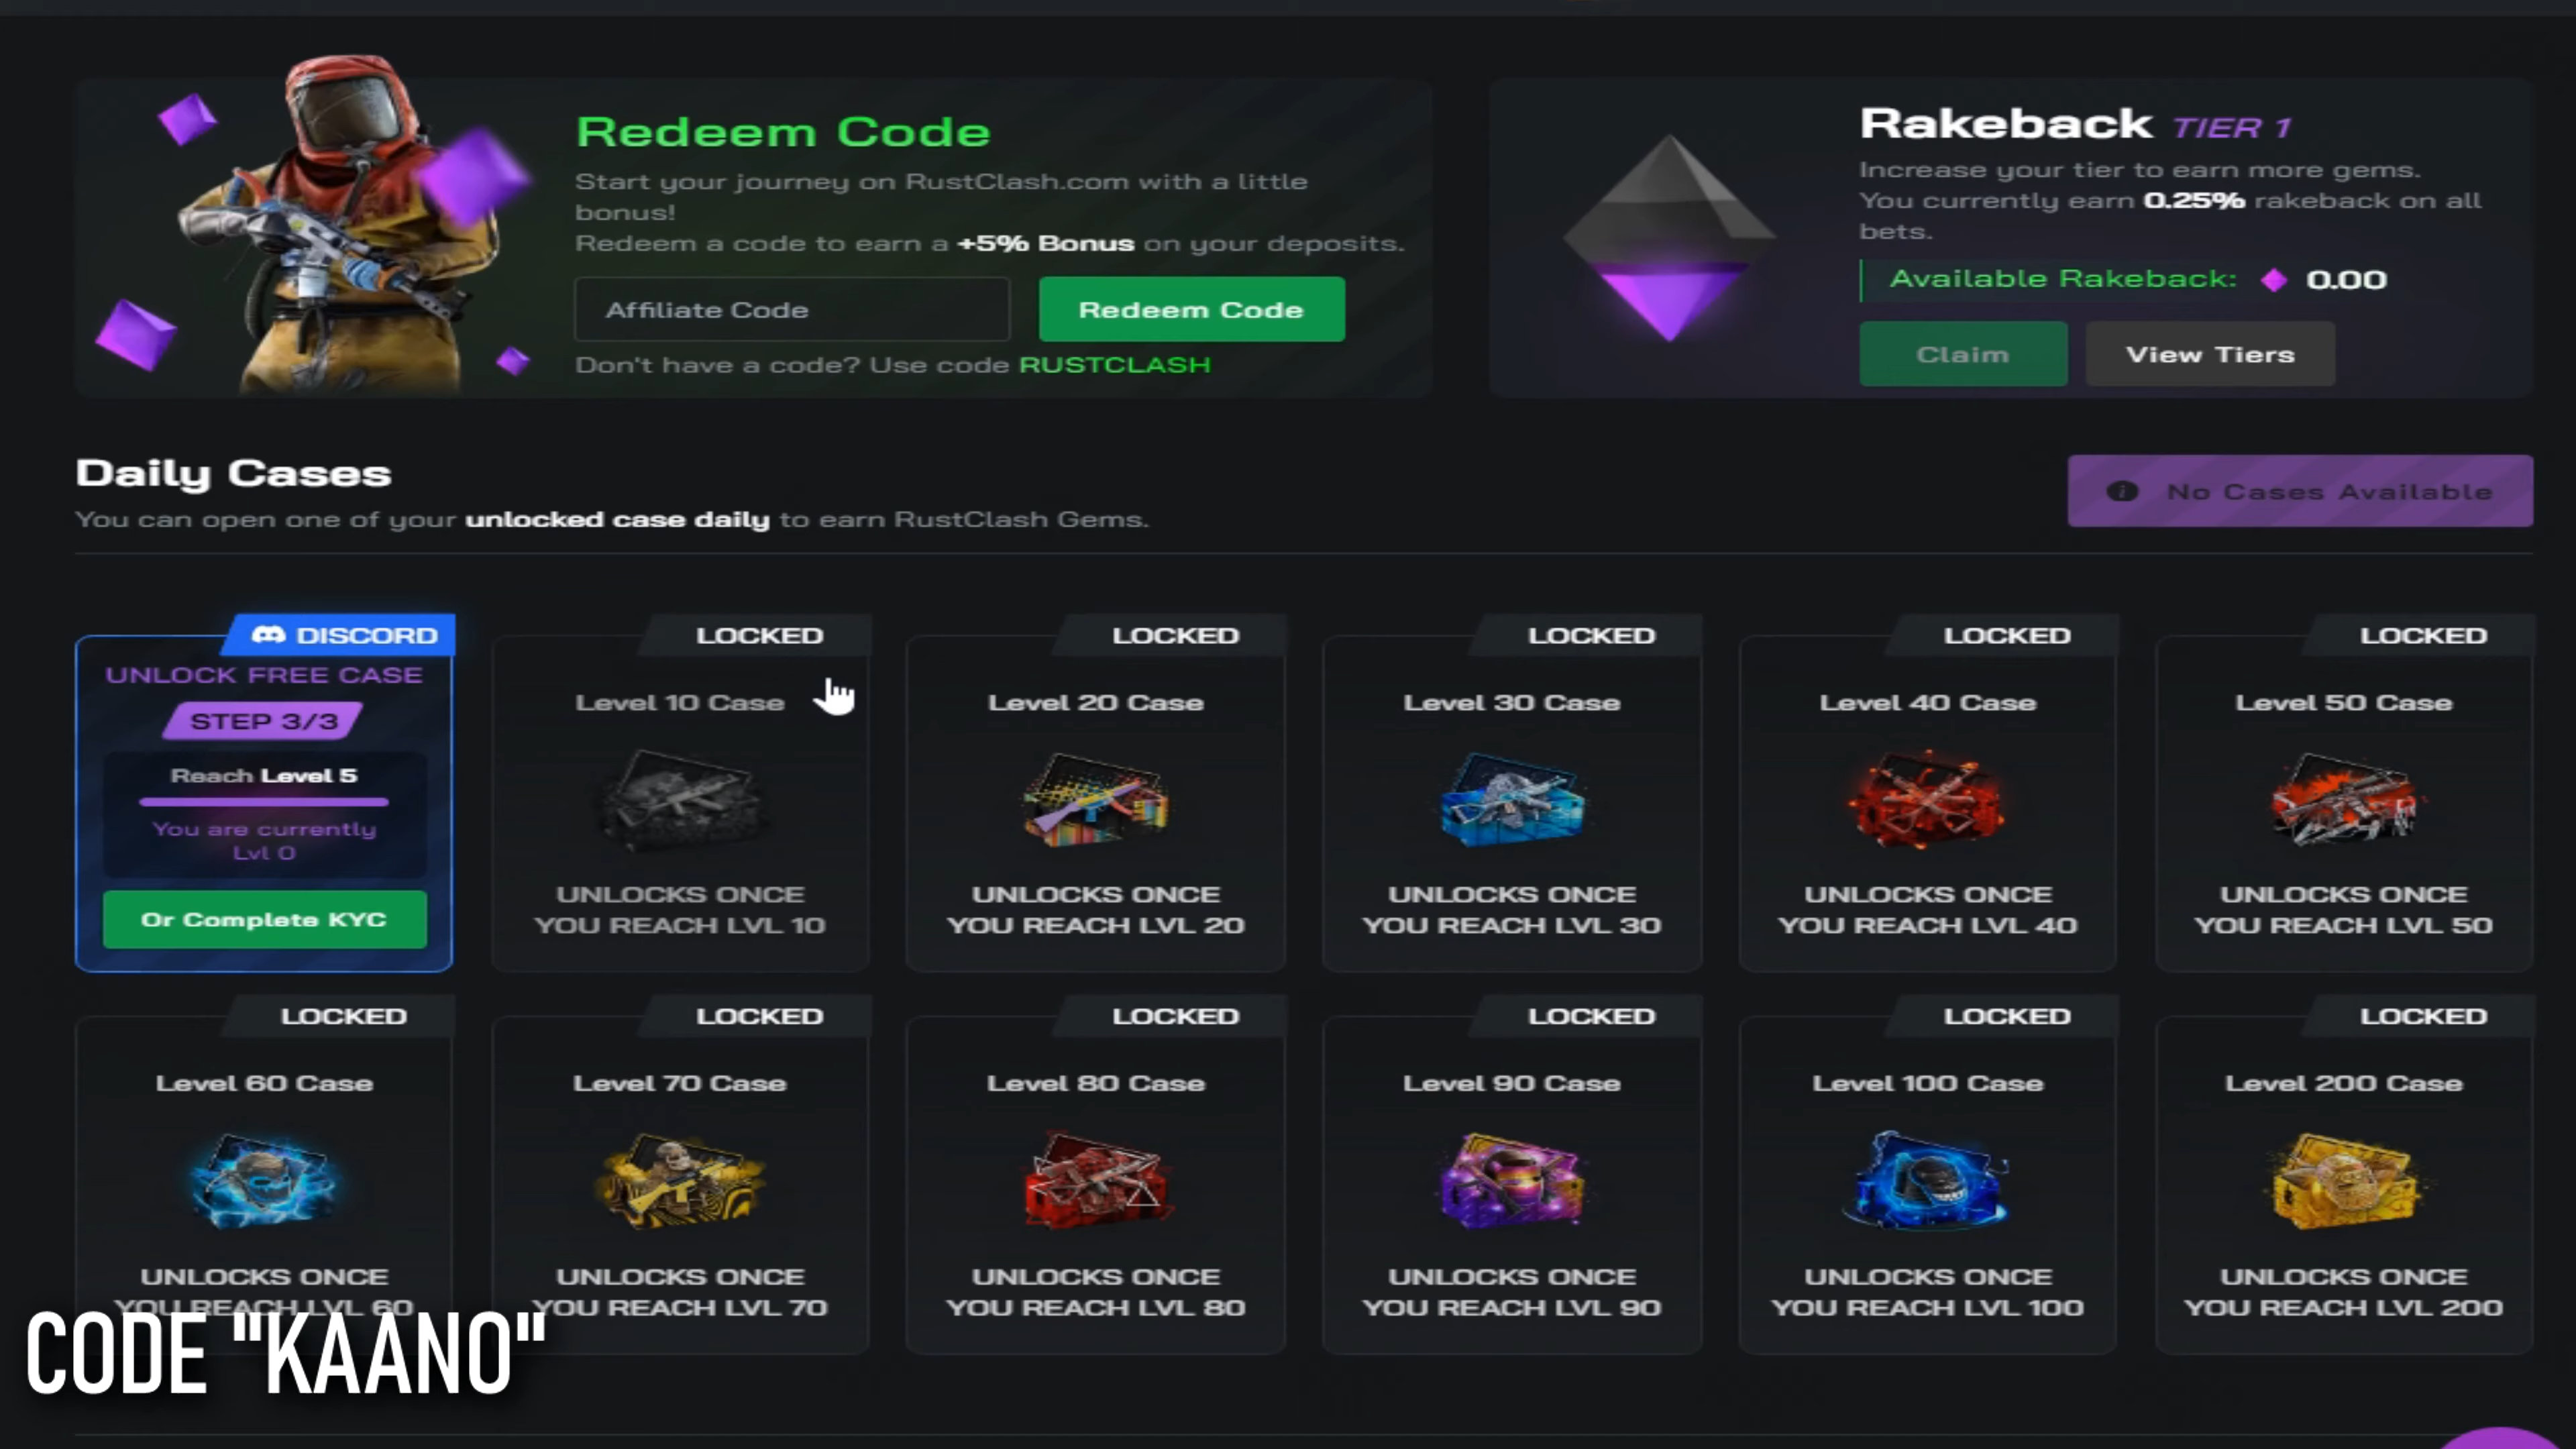 Redeem Code
Start your journey on RustClash.com with a little
bonus!
Redeem a code to earn a +5% Bonus on your deposits.
Affiliate Code
Redeem Code
Don't have a code? Use code RUSTCLASH
Rakeback TIER 1
Increase your tier to earn more gems.
You currently earn 0.25% rakeback on all
bets.
Available Rakeback: 0.00
Claim
View Tiers
Daily Cases
You can open one of your unlocked case daily to earn RustClash Gems.
No Cases Available
DISCORD
UNLOCK FREE CASE
STEP 3/3
Reach Level 5
You are currently
Lvl 0
Or Complete KYC
LOCKED
Level 10 Case
UNLOCKS ONCE
YOU REACH LVL 10
LOCKED
Level 20 Case
UNLOCKS ONCE
YOU REACH LVL 20
LOCKED
Level 30 Case
UNLOCKS ONCE
YOU REACH LVL 30
LOCKED
Level 40 Case
UNLOCKS ONCE
YOU REACH LVL 40
LOCKED
Level 50 Case
UNLOCKS ONCE
YOU REACH LVL 50
LOCKED
Level 60 Case
UNLOCKS ONCE
YOU REACH LVL 60
LOCKED
Level 70 Case
UNLOCKS ONCE
YOU REACH LVL 70
LOCKED
Level 80 Case
UNLOCKS ONCE
YOU REACH LVL 80
LOCKED
Level 90 Case
UNLOCKS ONCE
YOU REACH LVL 90
LOCKED
Level 100 Case
UNLOCKS ONCE
YOU REACH LVL 100
LOCKED
Level 200 Case
UNLOCKS ONCE
YOU REACH LVL 200
CODE "KAANO"